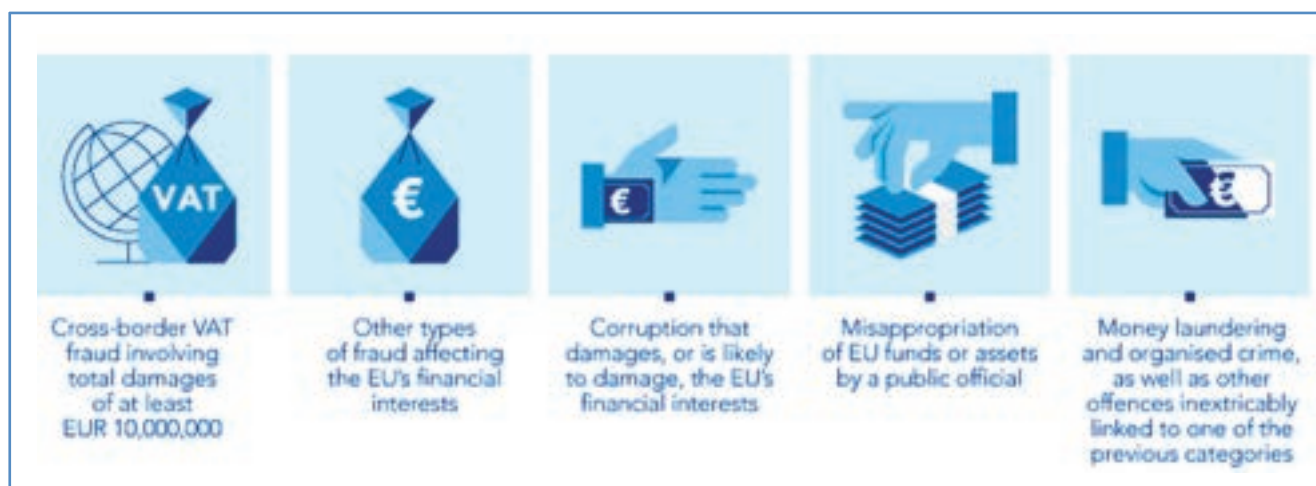 VAT
€
€
€
Cross-border VAT
fraud involving
total damages
of at least
EUR 10,000,000
Other types
of fraud affecting
the EU's financial
interests
Corruption that
damages, or is likely
to damage, the EU's
financial interests
Misappropriation
of EU funds or assets
by a public official
Money laundering
and organised crime,
as well as other
offences inextricably
linked to one of the
previous categories